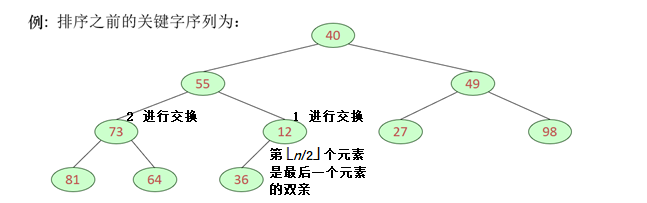 例: 排序之前的关键字序列为：
40
55
49
2 进行交换
1 进行交换
73
12
27
98
第⌊n/2⌋个元素
是最后一个元素
的双亲
81
64
36